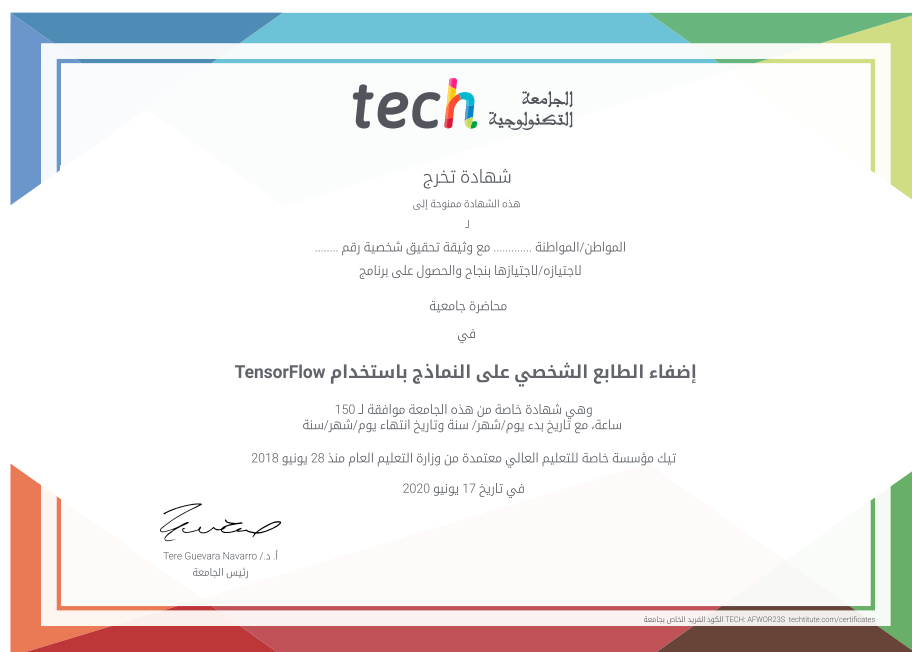 tech الجامعة
التكنولوجية
شهادة تخرج
هذه الشهادة ممنوحة إلى
لـ
المواطن/المواطنة ............. مع وثيقة تحقيق شخصية رقم ........
لاجتيازه/لاجتيازها بنجاح والحصول على برنامج
محاضرة جامعية
في
إضفاء الطابع الشخصي على النماذج باستخدام TensorFlow
وهي شهادة خاصة من هذه الجامعة موافقة لـ 150
ساعة، مع تاريخ بدء يوم/شهر/ سنة وتاريخ انتهاء يوم/شهر/سنة
تيك مؤسسة خاصة للتعليم العالي معتمدة من وزارة التعليم العام منذ 28 يونيو 2018
في تاريخ 17 يونيو 2020
أ. د./ Tere Guevara Navarro
رئيس الجامعة
الكود الفريد الخاص بجامعة TECH: AFWOR23S techtitute.com/certificates